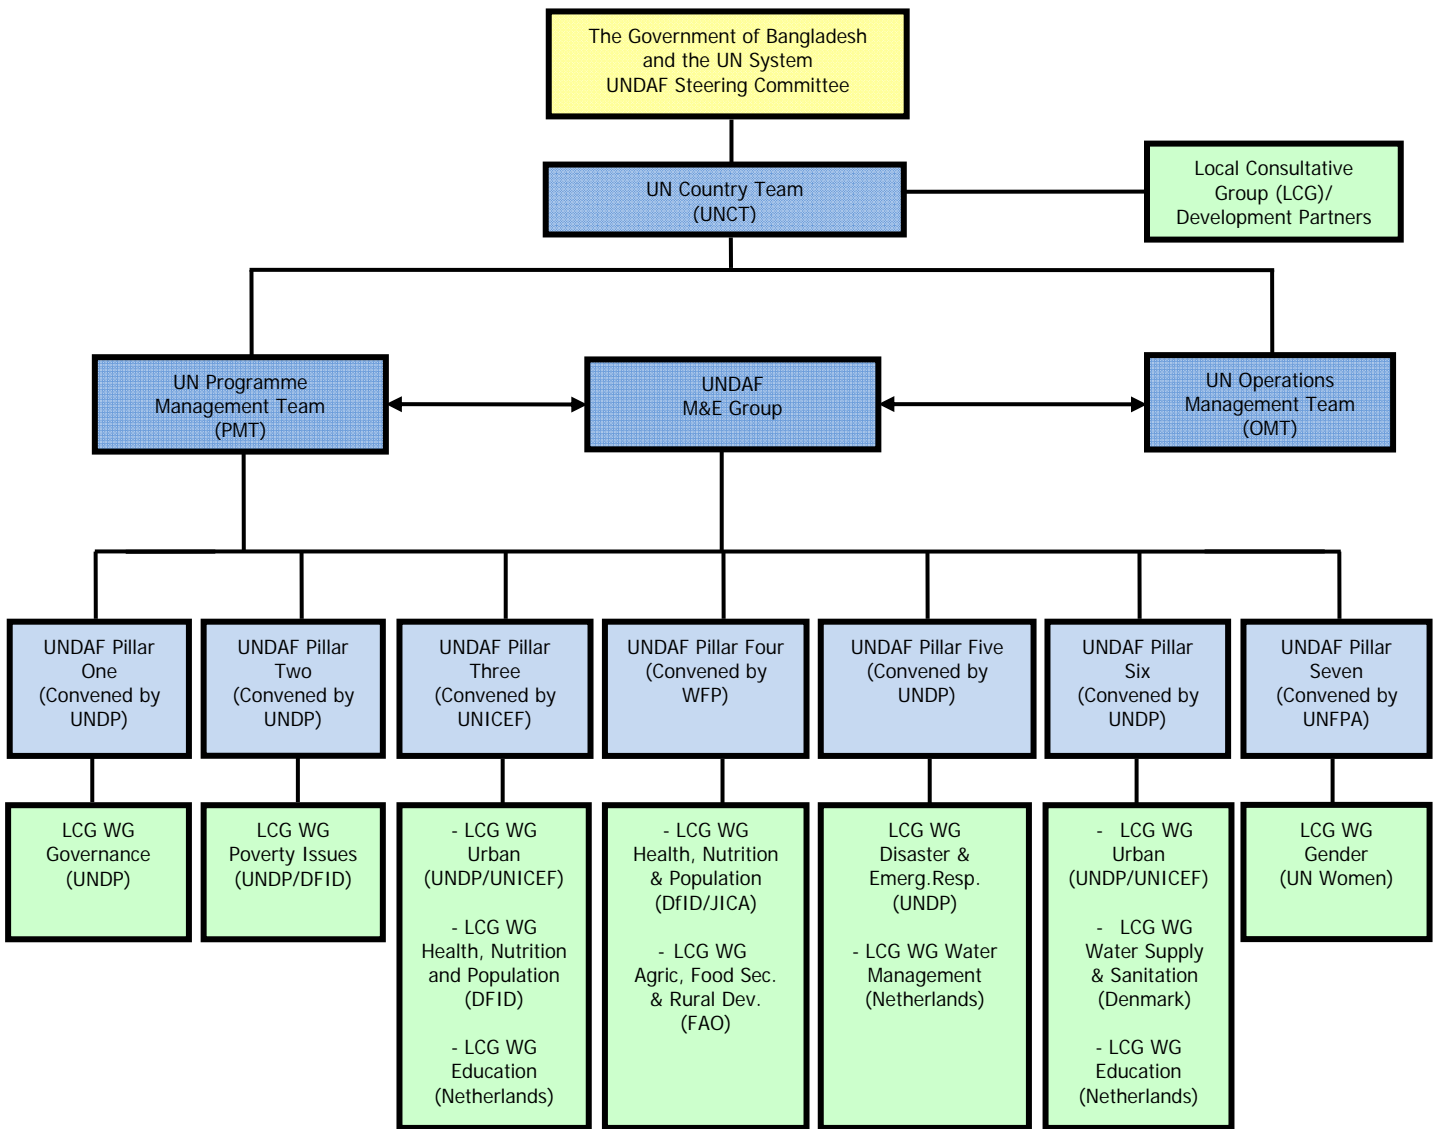 The Government of Bangladesh
and the UN System
UNDAF Steering Committee
UN Country Team
(UNCT)
Local Consultative
Group (LCG)/
Development Partners
UN Programme
Management Team
(PMT)
UNDAF
M&E Group
UN Operations
Management Team
(OMT)
UNDAF Pillar
One
(Convened by
UNDP)
UNDAF Pillar
Two
(Convened by
UNDP)
UNDAF Pillar
Three
(Convened by
UNICEF)
UNDAF Pillar Four
(Convened by
WFP)
UNDAF Pillar Five
(Convened by
UNDP)
UNDAF Pillar
Six
(Convened by
UNDP)
UNDAF Pillar
Seven
(Convened by
UNFPA)
LCG WG
Governance
(UNDP)
LCG WG
Poverty Issues
(UNDP/DFID)
- LCG WG
Urban
(UNDP/UNICEF)
- LCG WG
Health, Nutrition
and Population
(DFID)
- LCG WG
Education
(Netherlands)
- LCG WG
Health, Nutrition
& Population
(DfID/JICA)
- LCG WG
Agric, Food Sec.
& Rural Dev.
(FAO)
LCG WG
Disaster &
Emerg.Resp.
(UNDP)
- LCG WG Water
Management
(Netherlands)
- LCG WG
Urban
(UNDP/UNICEF)
- LCG WG
Water Supply
& Sanitation
(Denmark)
- LCG WG
Education
(Netherlands)
LCG WG
Gender
(UN Women)